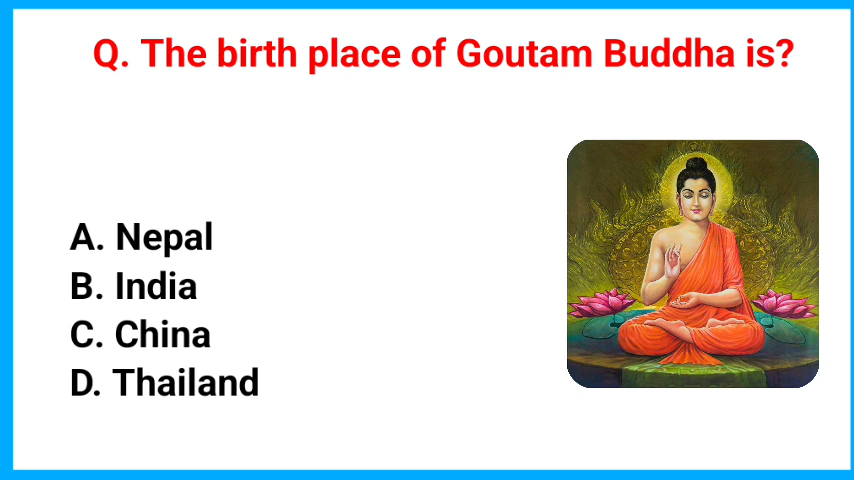 Q. The birth place of Goutam Buddha is?
A. Nepal
B. India
C. China
D. Thailand